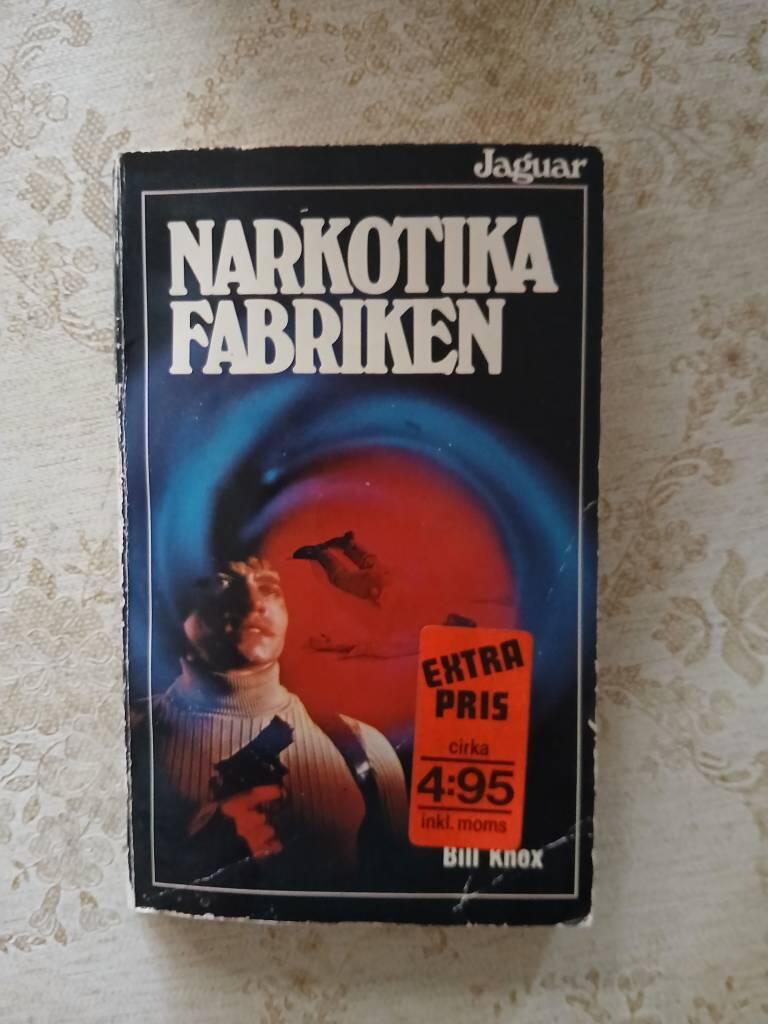 Jaguar
NARKOTIKA
FABRIKEN
EXTRA
PRIS
cirka
4:95
inkl. moms
Bill Knox